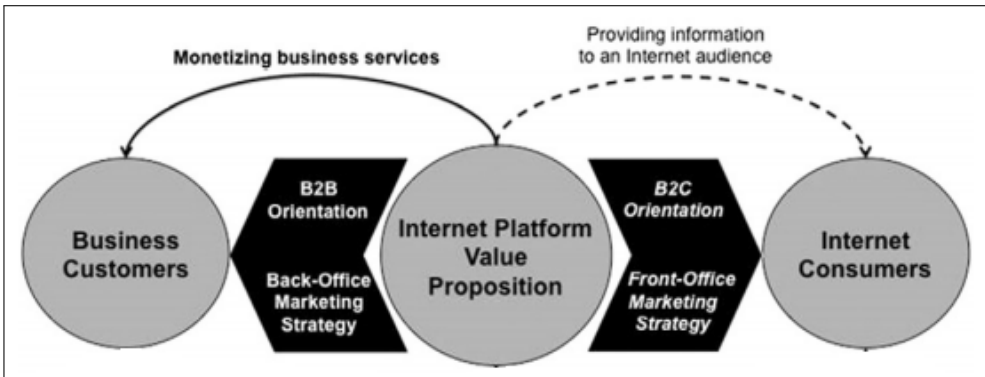 Monetizing business services
Providing information
to an Internet audience
Business
Customers
B2B
Orientation
Back-Office
Marketing
Strategy
Internet Platform
Value
Proposition
B2C
Orientation
Front-Office
Marketing
Strategy
Internet
Consumers